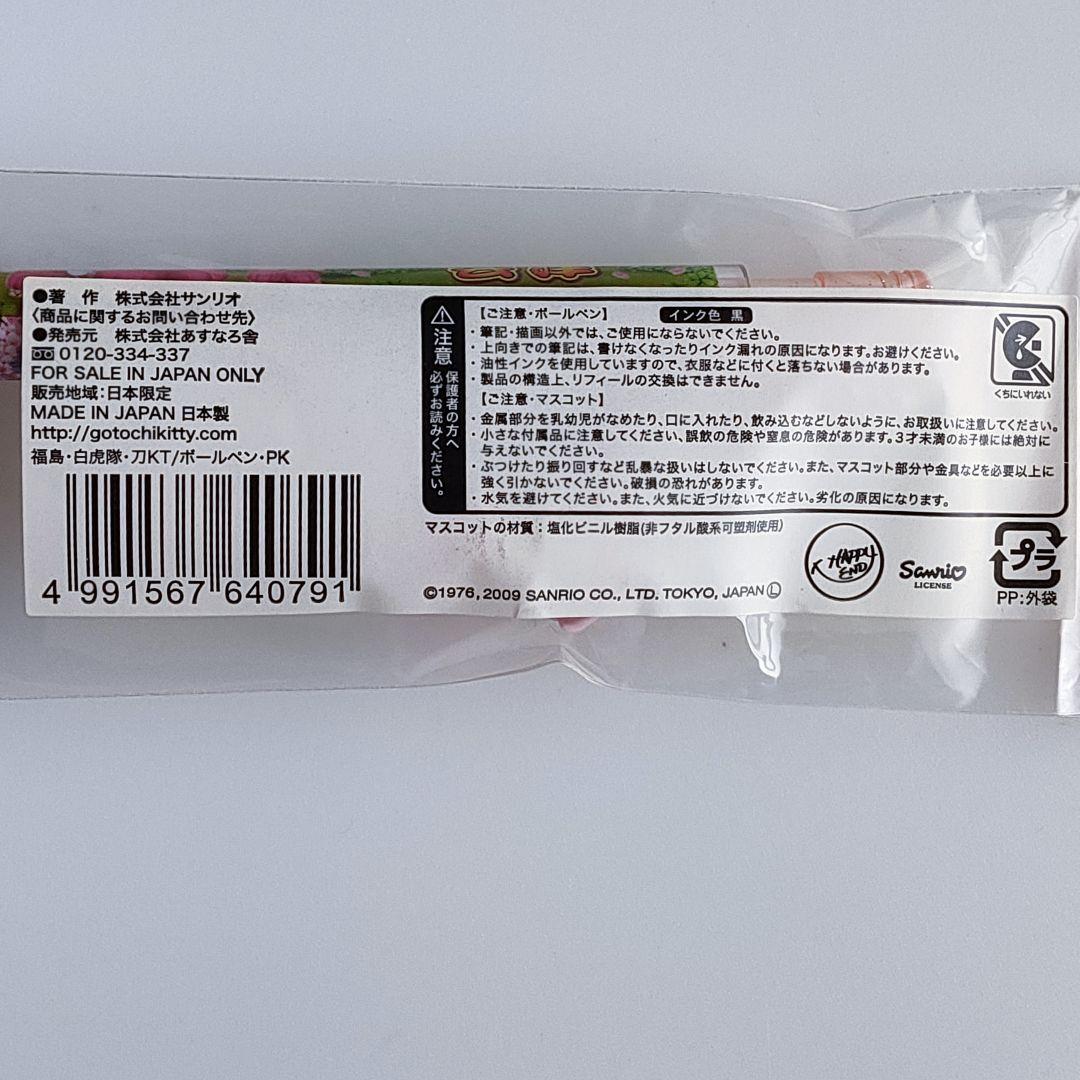 ●著 作 株式会社サンリオ
〈商品に関するお問い合わせ先〉
●発売元 株式会社あすなろ舎
0120-334-337
FOR SALE IN JAPAN ONLY
販売地域:日本限定
MADE IN JAPAN 日本製
http://gotochikitty.com
福島・白虎隊・刀KT/ボールペン・PK
4 991567 640791
注意
保護者の方へ
必ずお読みください。
【ご注意・ボールペン】 インク色 黒
・筆記・描画以外では、ご使用にならないでください。
・上向きでの筆記は、書けなくなったりインク漏れの原因になります。お避けください。
・油性インクを使用していますので、衣服などに付くと落ちない場合があります。
・製品の構造上、リフィールの交換はできません。
【ご注意・マスコット】
・金属部分を乳幼児がなめたり、口に入れたり、飲み込むなどしないように、お取扱いに注意してください。
・小さな付属品に注意してください、誤飲の危険や窒息の危険があります。3才未満のお子様には絶対に
与えないでください。
・ぶつけたり振り回すなど乱暴な扱いはしないでください。また、マスコット部分や金具などを必要以上に
強く引かないでください。破損の恐れがあります。
・水気を避けてください。また、火気に近づけないでください。劣化の原因になります。
くちにいれない
マスコットの材質:塩化ビニル樹脂(非フタル酸系可塑剤使用)
©1976, 2009 SANRIO CO., LTD. TOKYO, JAPAN Ⓛ
HAPPY
END
Sanrio
LICENSE
プラ
PP:外袋